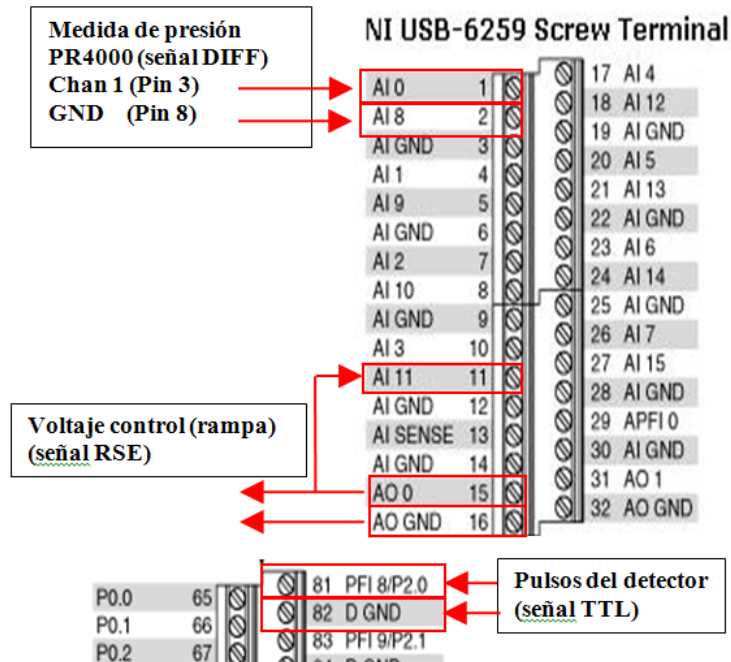 Medida de presión
PR4000 (señal DIFF)
Chan 1 (Pin 3)
GND (Pin 8)
NI USB-6259 Screw Terminal
AI 0 1
AI 8 2
AI GND 3
AI 1 4
AI 9 5
AI GND 6
AI 2 7
AI 10 8
AI GND 9
AI 3 10
AI 11 11
AI GND 12
AI SENSE 13
AI GND 14
AO 0 15
AO GND 16
17 AI 4
18 AI 12
19 AI GND
20 AI 5
21 AI 13
22 AI GND
23 AI 6
24 AI 14
25 AI GND
26 AI 7
27 AI 15
28 AI GND
29 APFI 0
30 AI GND
31 AO 1
32 AO GND
Voltaje control (rampa)
(señal RSE)
P0.0 65
P0.1 66
P0.2 67
81 PFI 8/P2.0
82 D GND
83 PFI 9/P2.1
Pulsos del detector
(señal TTL)